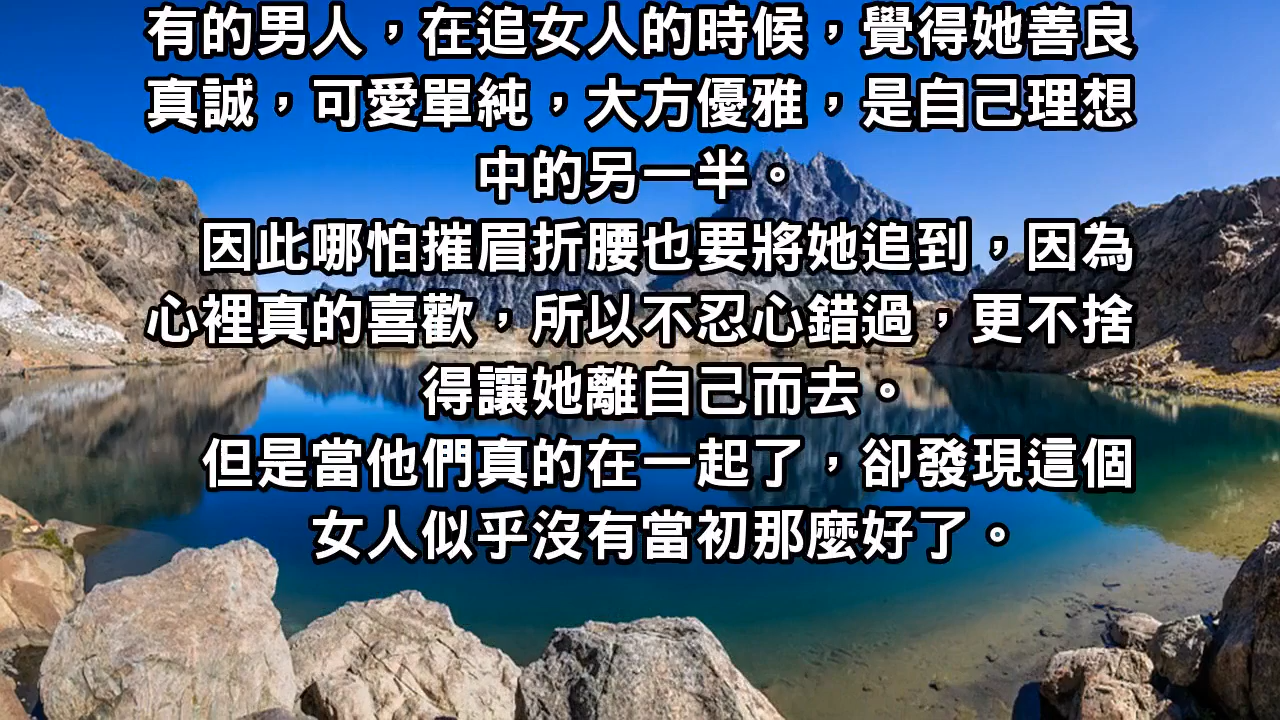 有的男人，在追女人的時候，覺得她善良
真誠，可愛單純，大方優雅，是自己理想
中的另一半。
因此哪怕摧眉折腰也要將她追到，因為
心裡真的喜歡，所以不忍心錯過，更不捨
得讓她離自己而去。
但是當他們真的在一起了，卻發現這個
女人似乎沒有當初那麼好了。